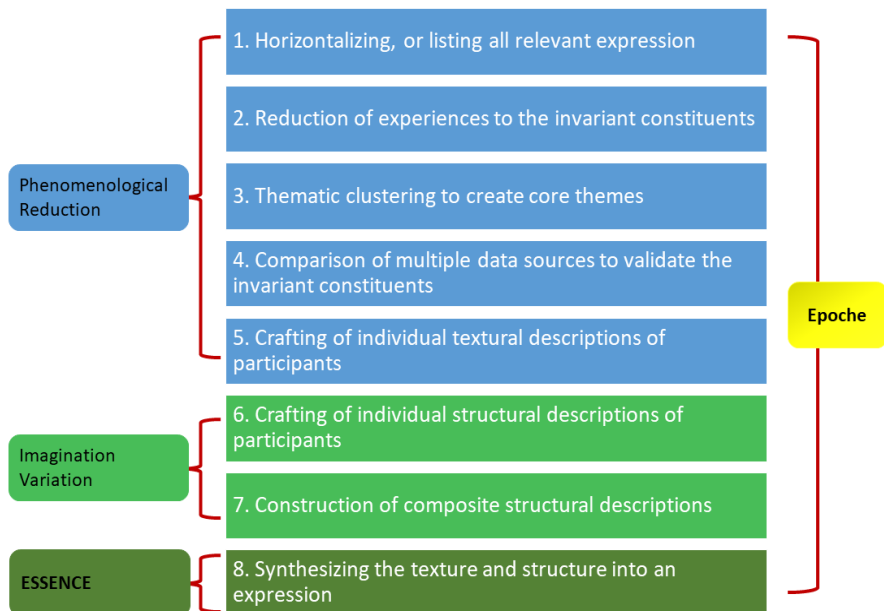 1. Horizontalizing, or listing all relevant expression
2. Reduction of experiences to the invariant constituents
Phenomenological
Reduction
3. Thematic clustering to create core themes
4. Comparison of multiple data sources to validate the
invariant constituents
Epoche
5. Crafting of individual textural descriptions of
participants
6. Crafting of individual structural descriptions of
participants
Imagination
Variation
7. Construction of composite structural descriptions
ESSENCE
8. Synthesizing the texture and structure into an
expression